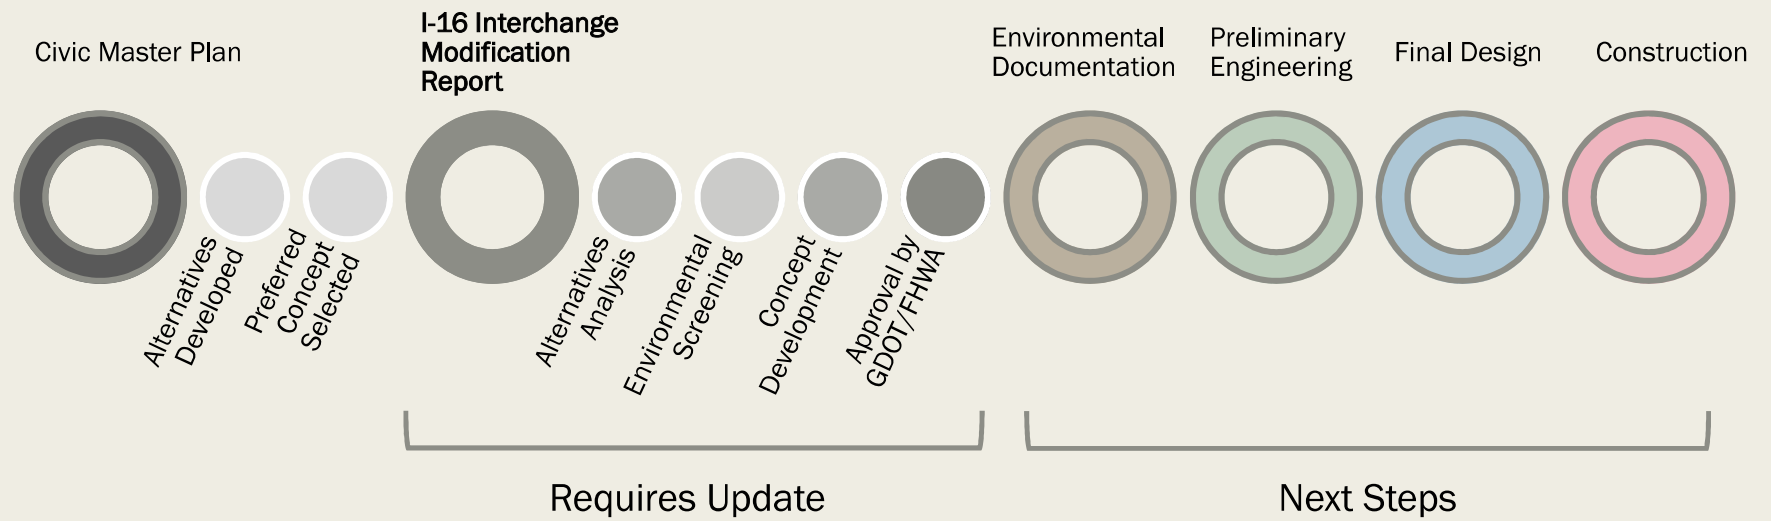 Civic Master Plan
I-16 Interchange
Modification
Report
Environmental
Documentation
Preliminary
Engineering
Final Design
Construction
Alternatives
Developed
Preferred
Concept
Selected
Alternatives
Analysis
Environmental
Screening
Concept
Development
Approval by
GDOT/FHWA
Requires Update
Next Steps